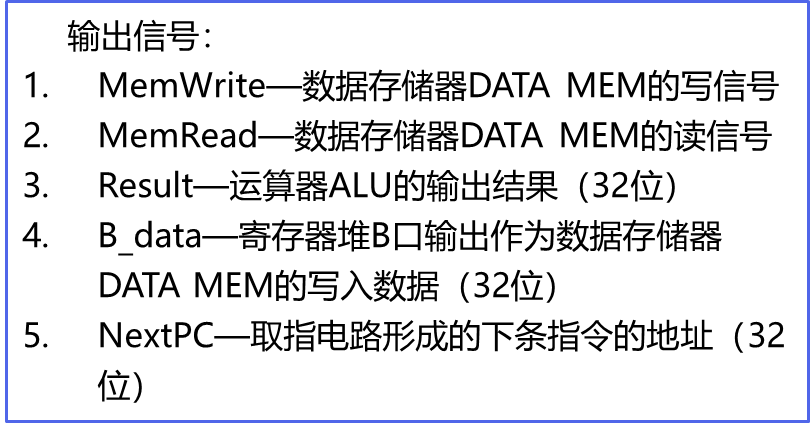 输出信号：
1. MemWrite—数据存储器DATA MEM的写信号
2. MemRead—数据存储器DATA MEM的读信号
3. Result—运算器ALU的输出结果（32位）
4. B_data—寄存器堆B口输出作为数据存储器
DATA MEM的写入数据（32位）
5. NextPC—取指电路形成的下条指令的地址（32
位）